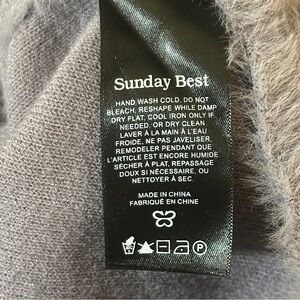 Sunday Best
HAND WASH COLD. DO NOT
BLEACH, RESHAPE WHILE DAMP
DRY FLAT, COOL IRON ONLY IF
NEEDED, OR DRY CLEAN
LAVER À LA MAIN À L'EAU
FROIDE, NE PAS JAVELISER.
REMODELER PENDANT QUE
L'ARTICLE EST ENCORE HUMIDE.
SÉCHER À PLAT, REPASSAGE
DOUX SI NÉCESSAIRE, OU
NETTOYER À SEC.
MADE IN CHINA
FABRIQUÉ EN CHINE
P